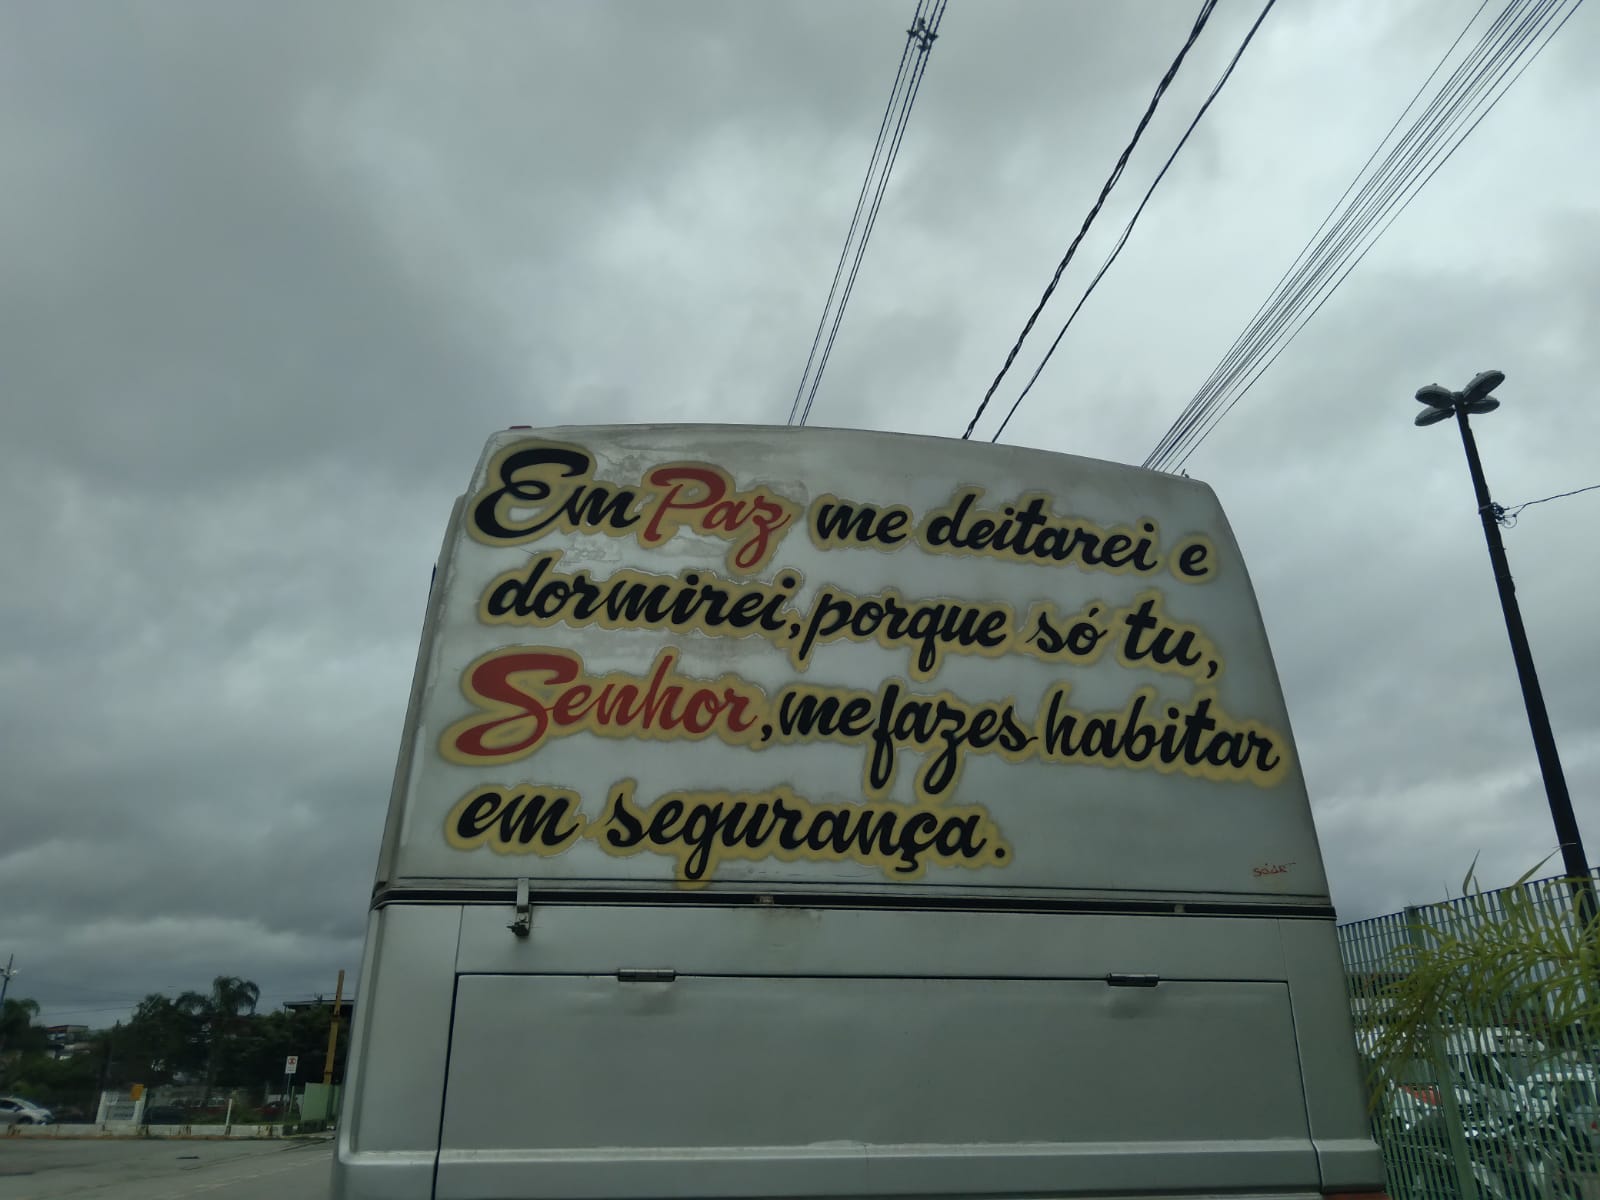 Em Paz me deitarei e
dormirei, porque só tu,
Senhor, me fazes habitar
em segurança.